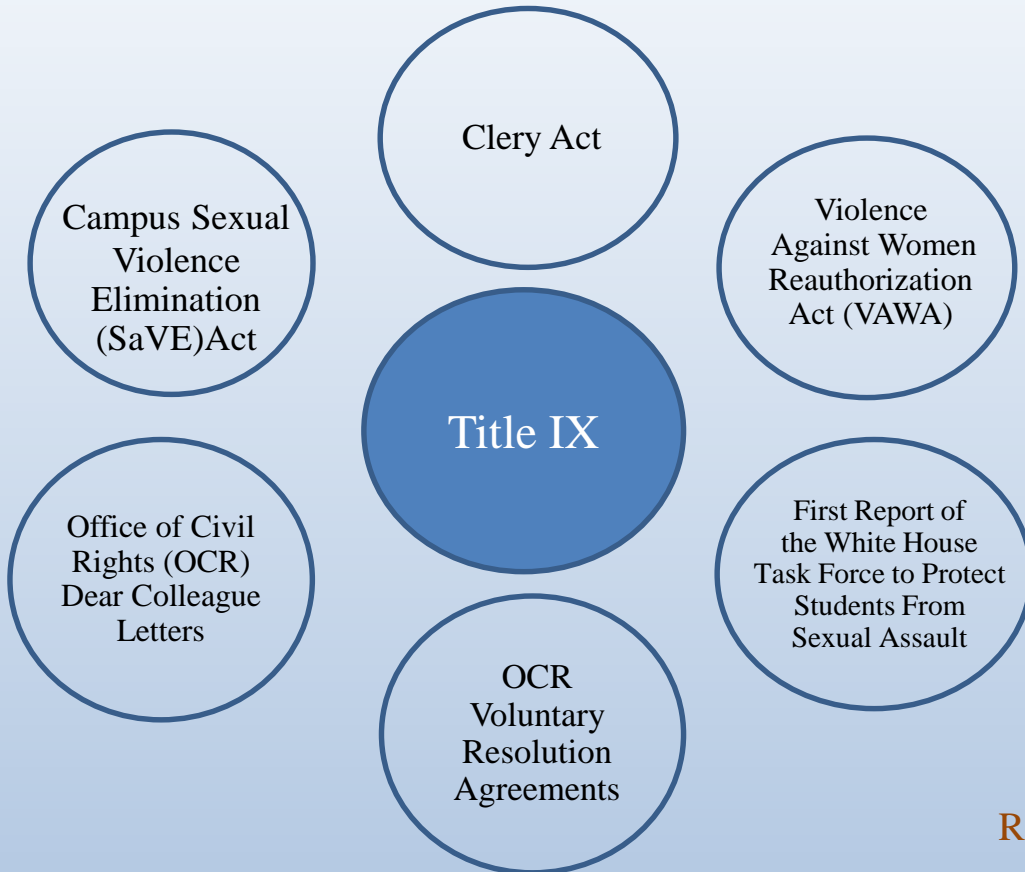 Clery Act
Campus Sexual
Violence
Elimination
(SaVE)Act
Violence
Against Women
Reauthorization
Act (VAWA)
Title IX
Office of Civil
Rights (OCR)
Dear Colleague
Letters
First Report of
the White House
Task Force to Protect
Students From
Sexual Assault
OCR
Voluntary
Resolution
Agreements
R